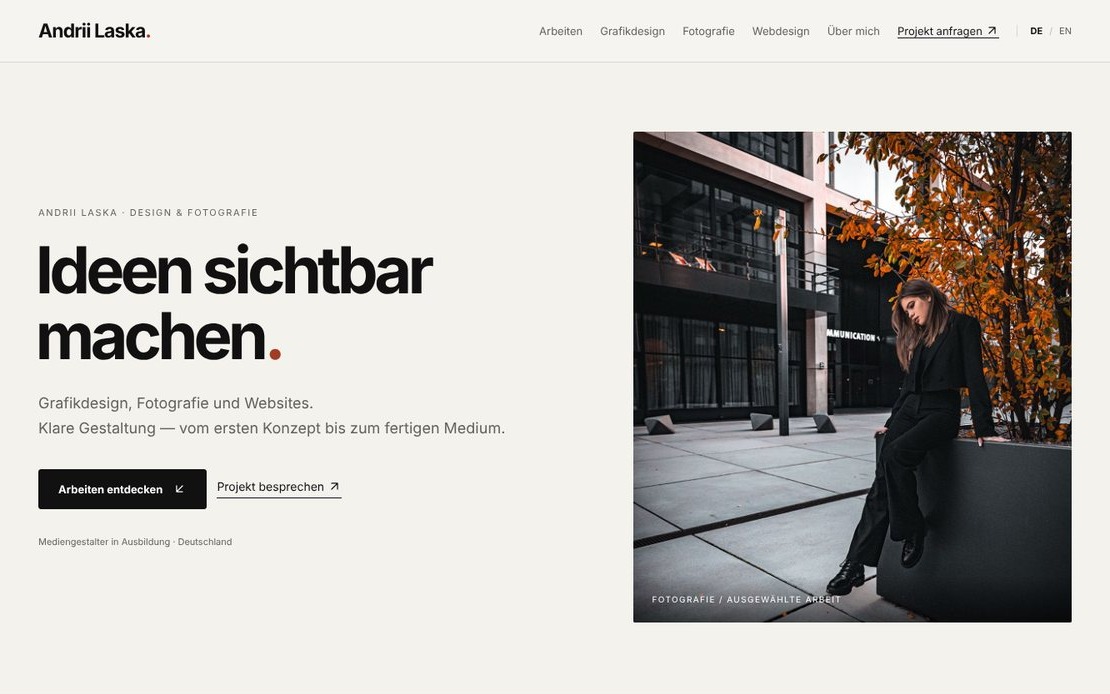 Andrii Laska.
Arbeiten
Grafikdesign
Fotografie
Webdesign
Über mich
Projekt anfragen ↗
DE / EN
ANDRII LASKA · DESIGN & FOTOGRAFIE
Ideen sichtbar
machen.
Grafikdesign, Fotografie und Websites.
Klare Gestaltung — vom ersten Konzept bis zum fertigen Medium.
Arbeiten entdecken ↙
Projekt besprechen ↗
Mediengestalter in Ausbildung · Deutschland
MMUNICATION
FOTOGRAFIE / AUSGEWÄHLTE ARBEIT